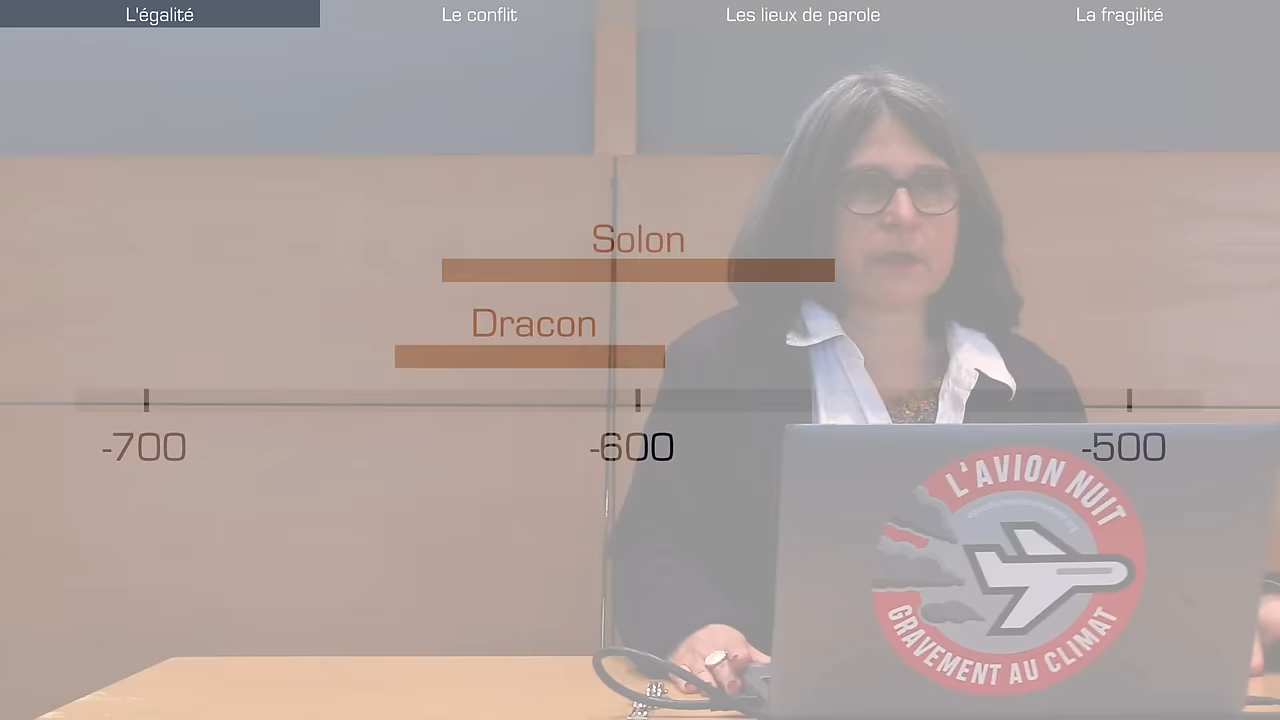 L'égalité
Le conflit
Les lieux de parole
La fragilité
Solon
Dracon
-700
-600
-500
L'AVION NUIT
GRAVEMENT AU CLIMAT